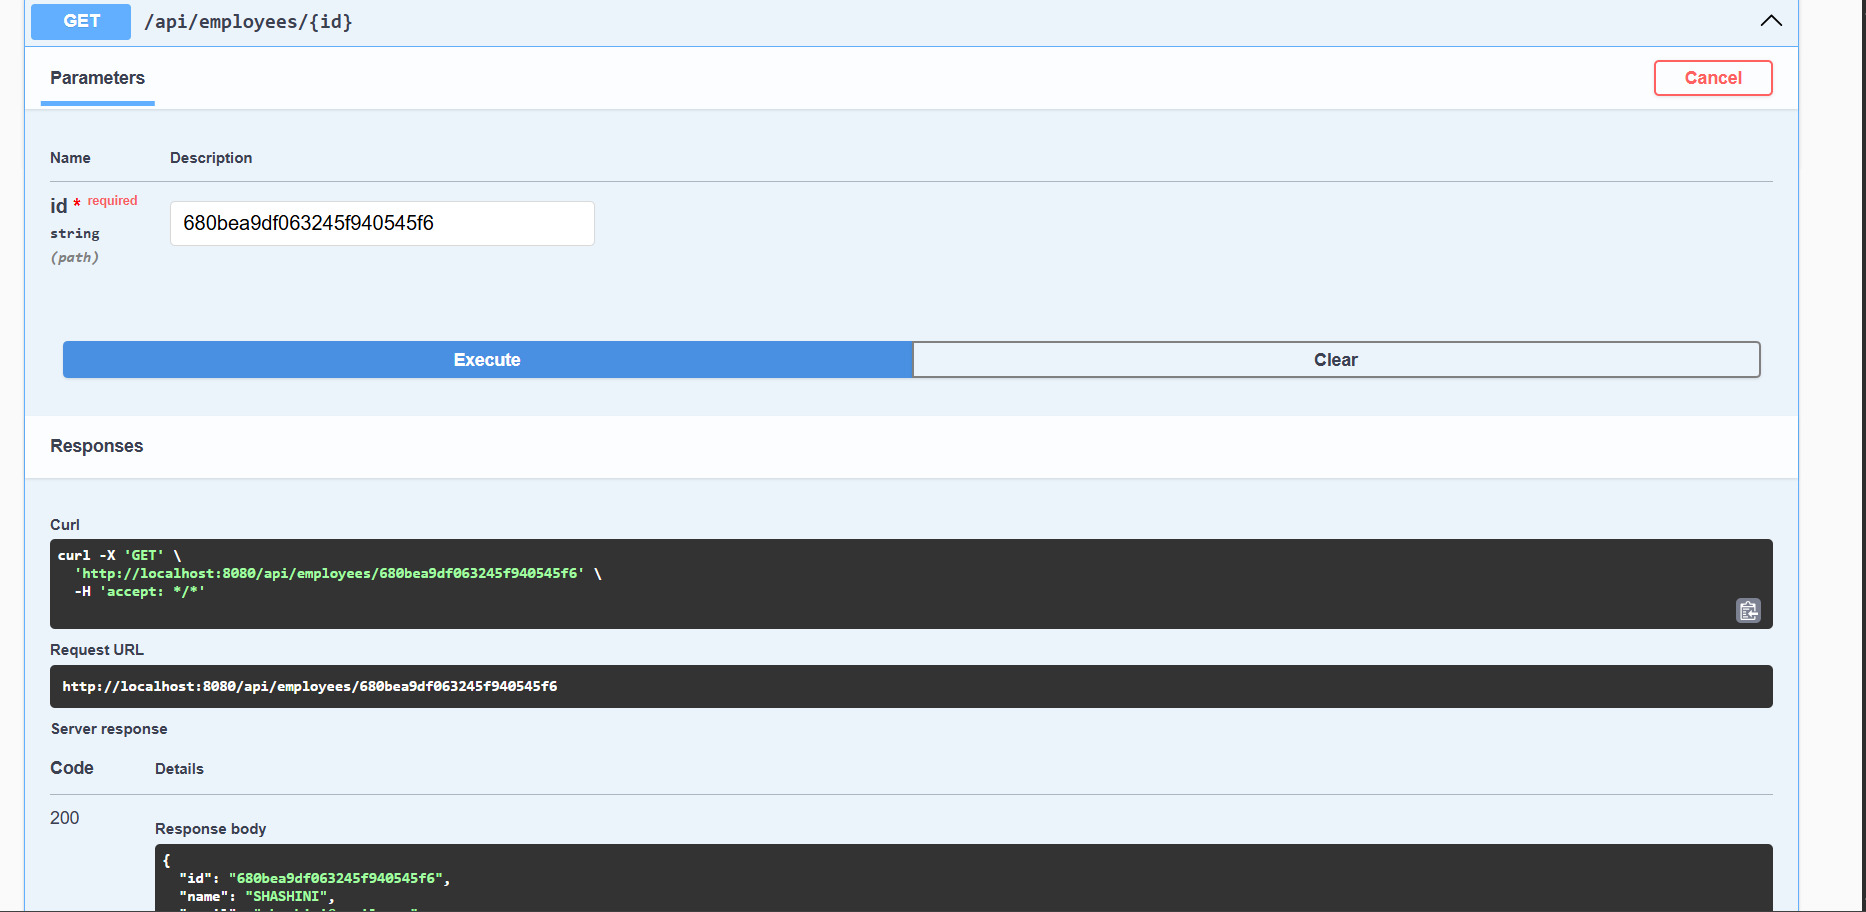 GET /api/employees/{id}
Parameters
Cancel
Name Description
id * required
680bea9df063245f940545f6
string
(path)
Execute
Clear
Responses
Curl
curl -X 'GET' \
'http://localhost:8080/api/employees/680bea9df063245f940545f6' \
-H 'accept: */*'
Request URL
http://localhost:8080/api/employees/680bea9df063245f940545f6
Server response
Code Details
200
Response body
{
"id": "680bea9df063245f940545f6",
"name": "SHASHINI",